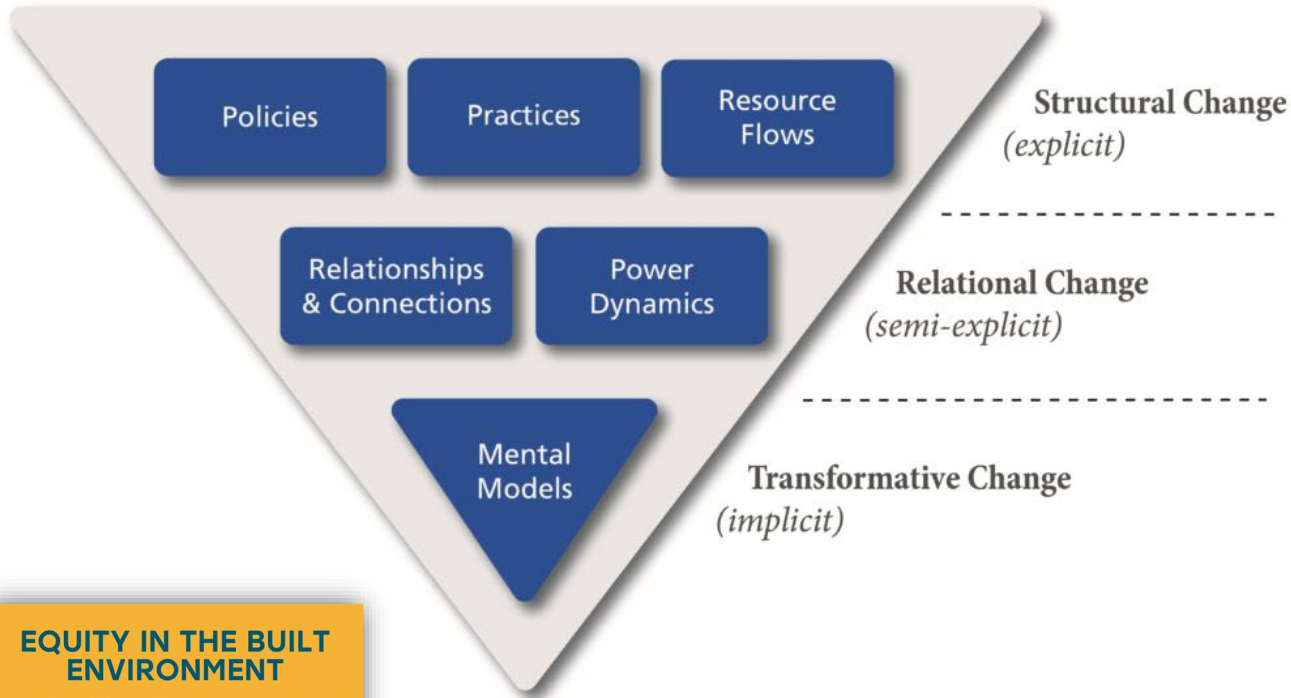 Policies
Practices
Resource
Flows
Structural Change
(explicit)
Relationships
& Connections
Power
Dynamics
Relational Change
(semi-explicit)
Mental
Models
Transformative Change
(implicit)
EQUITY IN THE BUILT
ENVIRONMENT